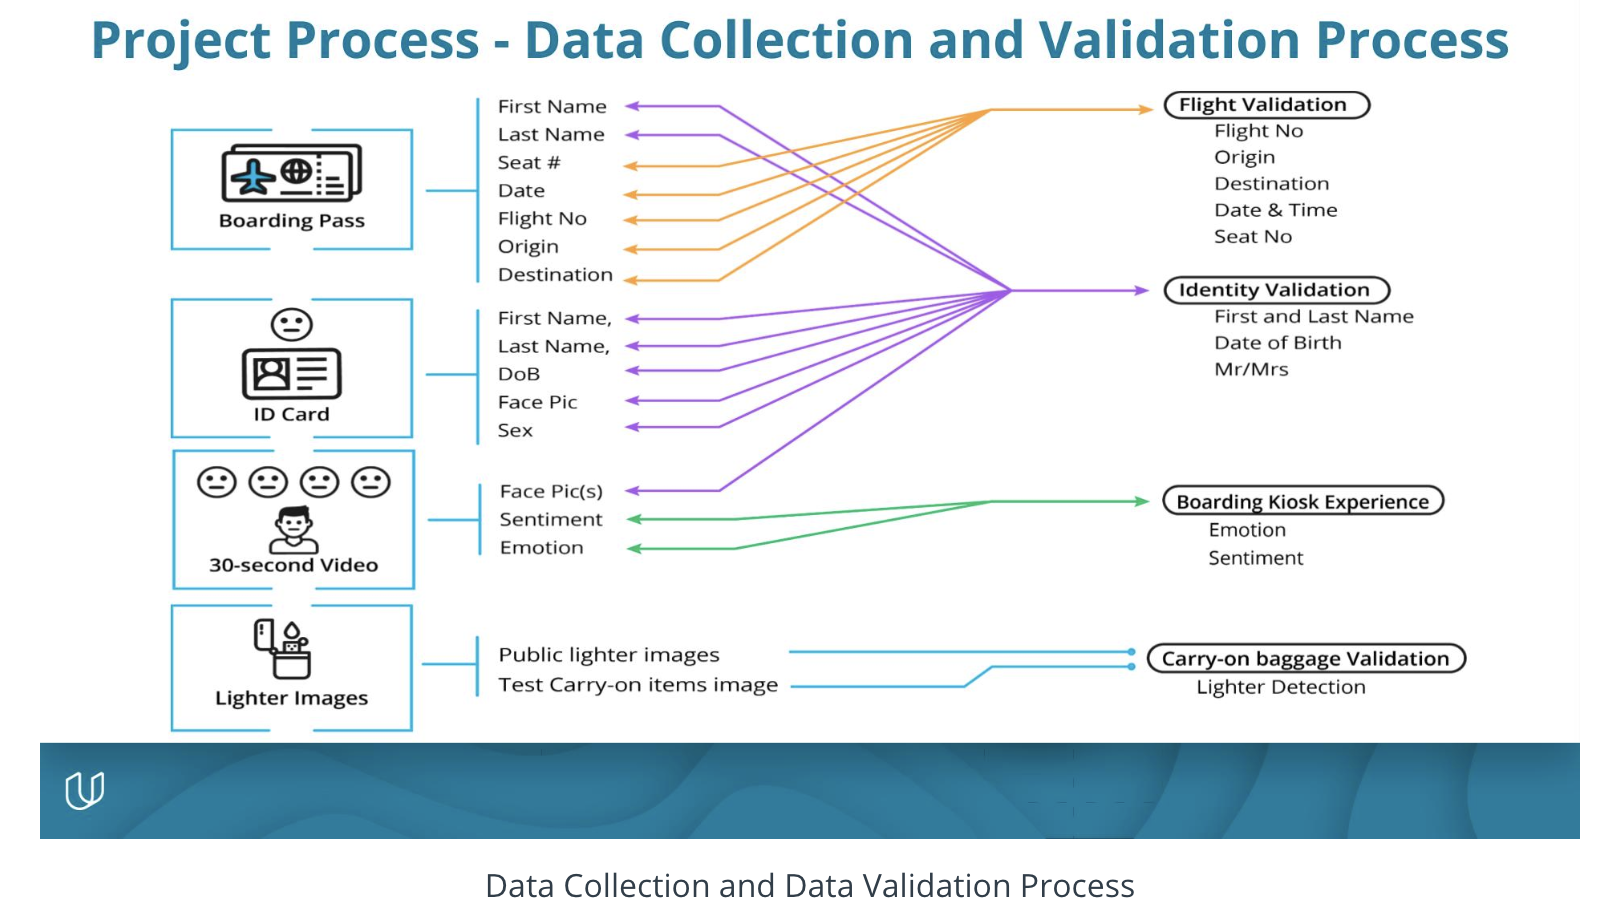 Project Process - Data Collection and Validation Process
Boarding Pass
First Name
Last Name
Seat #
Date
Flight No
Origin
Destination
Flight Validation
Flight No
Origin
Destination
Date & Time
Seat No
ID Card
First Name,
Last Name,
DoB
Face Pic
Sex
Identity Validation
First and Last Name
Date of Birth
Mr/Mrs
30-second Video
Face Pic(s)
Sentiment
Emotion
Boarding Kiosk Experience
Emotion
Sentiment
Lighter Images
Public lighter images
Test Carry-on items image
Carry-on baggage Validation
Lighter Detection
Data Collection and Data Validation Process